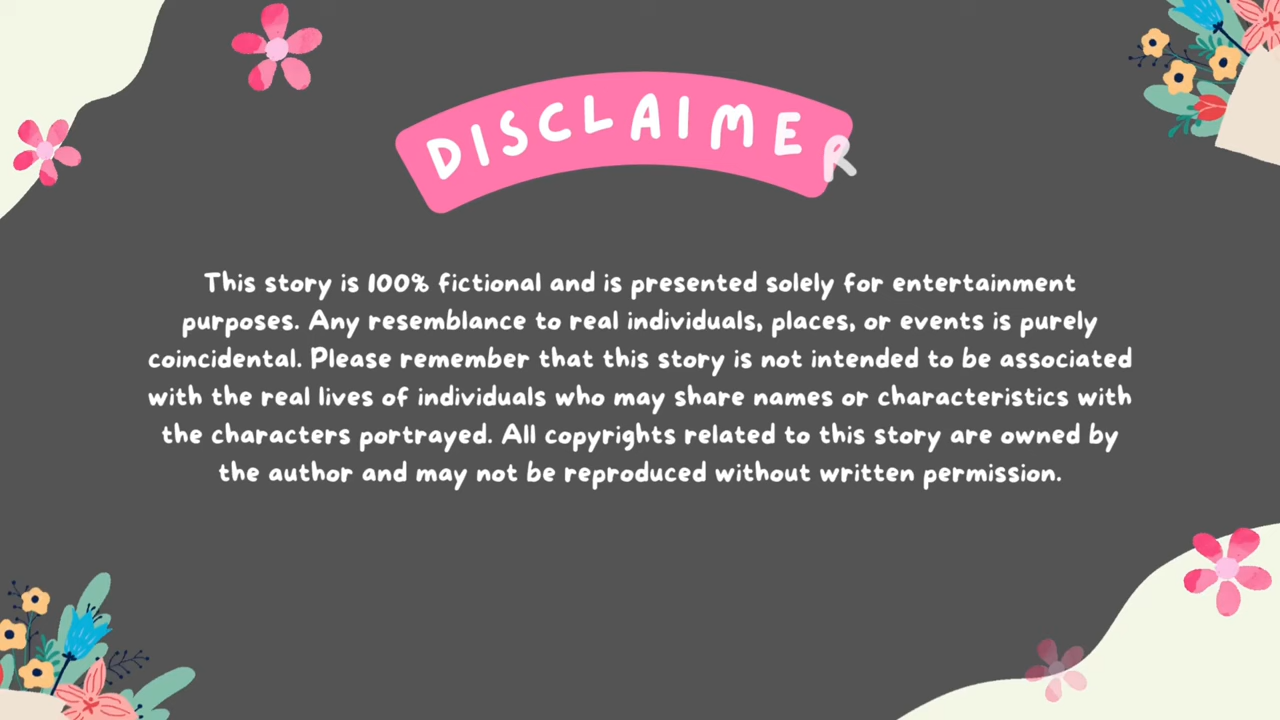 DISCLAIMER
This story is 100% fictional and is presented solely for entertainment
purposes. Any resemblance to real individuals, places, or events is purely
coincidental. Please remember that this story is not intended to be associated
with the real lives of individuals who may share names or characteristics with
the characters portrayed. All copyrights related to this story are owned by
the author and may not be reproduced without written permission.